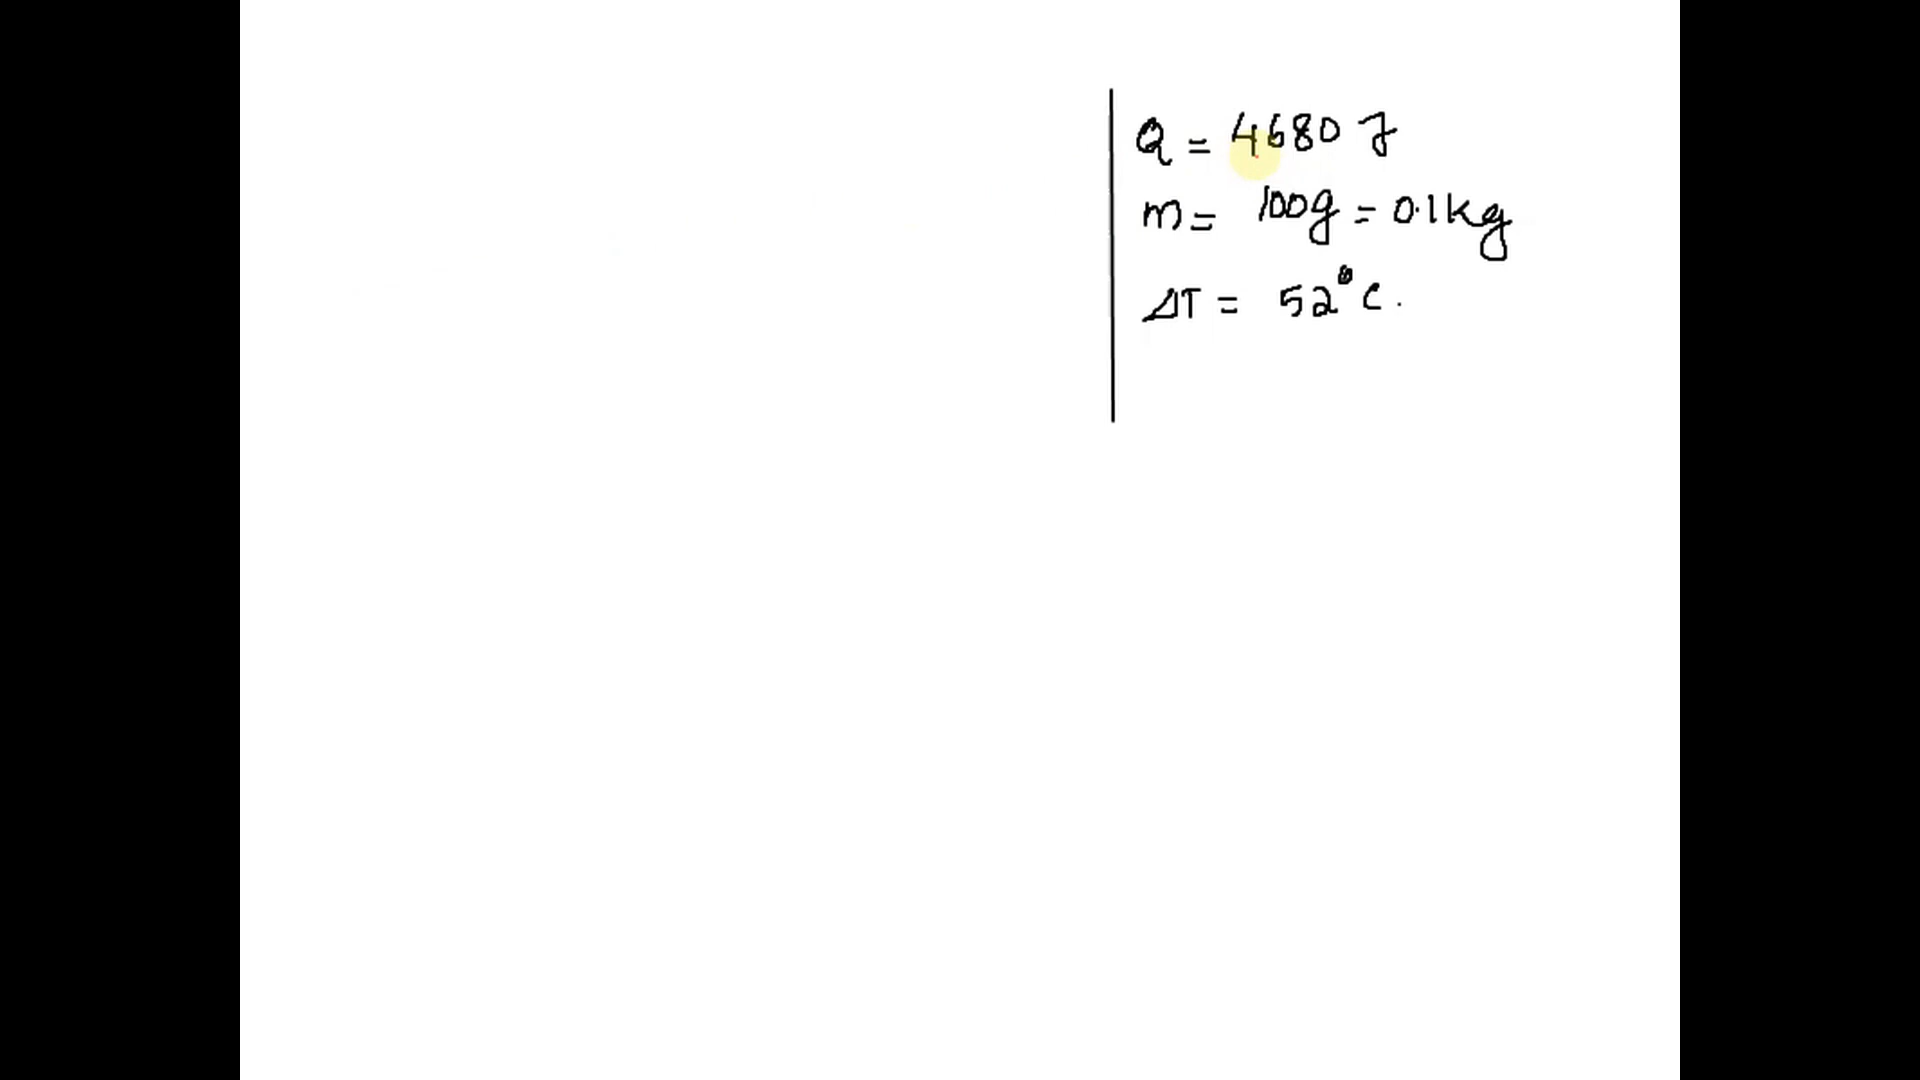 Q = 4680 J
m = 100g = 0.1kg
ΔT = 52°C.